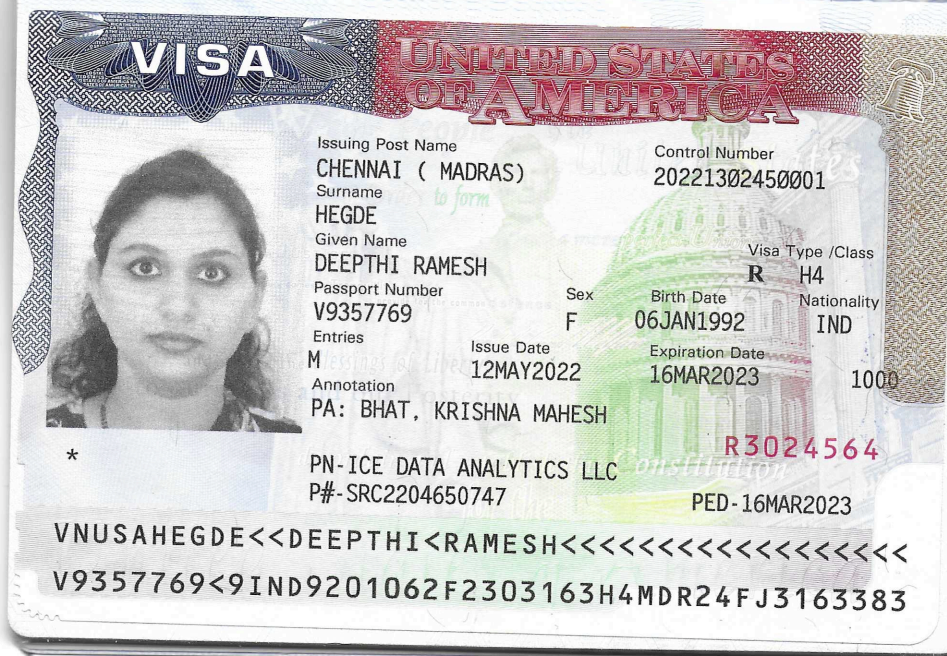 VISA
UNITED STATES
OF AMERICA
Issuing Post Name
CHENNAI ( MADRAS)
Control Number
20221302450001
Surname
HEGDE
to form
Given Name
DEEPTHI RAMESH
Visa Type /Class
R H4
Passport Number
V9357769
Sex
F
Birth Date
06JAN1992
Nationality
IND
Entries
M
Issue Date
12MAY2022
Expiration Date
16MAR2023
1000
Annotation
PA: BHAT, KRISHNA MAHESH
R3024564
*
PN-ICE DATA ANALYTICS LLC
Constitution
P#-SRC2204650747
PED-16MAR2023
VNUSAHEGDE<<DEEPTHI<RAMESH<<<<<<<<<<<<<<<<<<
V9357769<9IND9201062F2303163H4MDR24FJ3163383